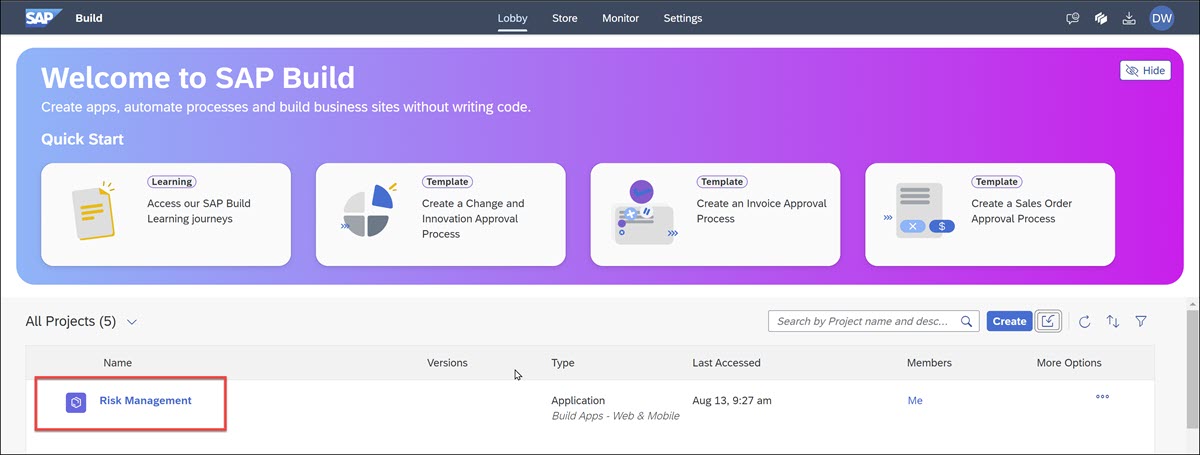 SAP Build Lobby Store Monitor Settings DW
Welcome to SAP Build
Hide
Create apps, automate processes and build business sites without writing code.
Quick Start
Learning
Access our SAP Build
Learning journeys
Template
Create a Change and
Innovation Approval
Process
Template
Create an Invoice Approval
Process
Template
Create a Sales Order
Approval Process
$
All Projects (5)
Search by Project name and desc...
Create
Name Versions Type Last Accessed Members More Options
Risk Management Application Aug 13, 9:27 am Me
Build Apps - Web & Mobile